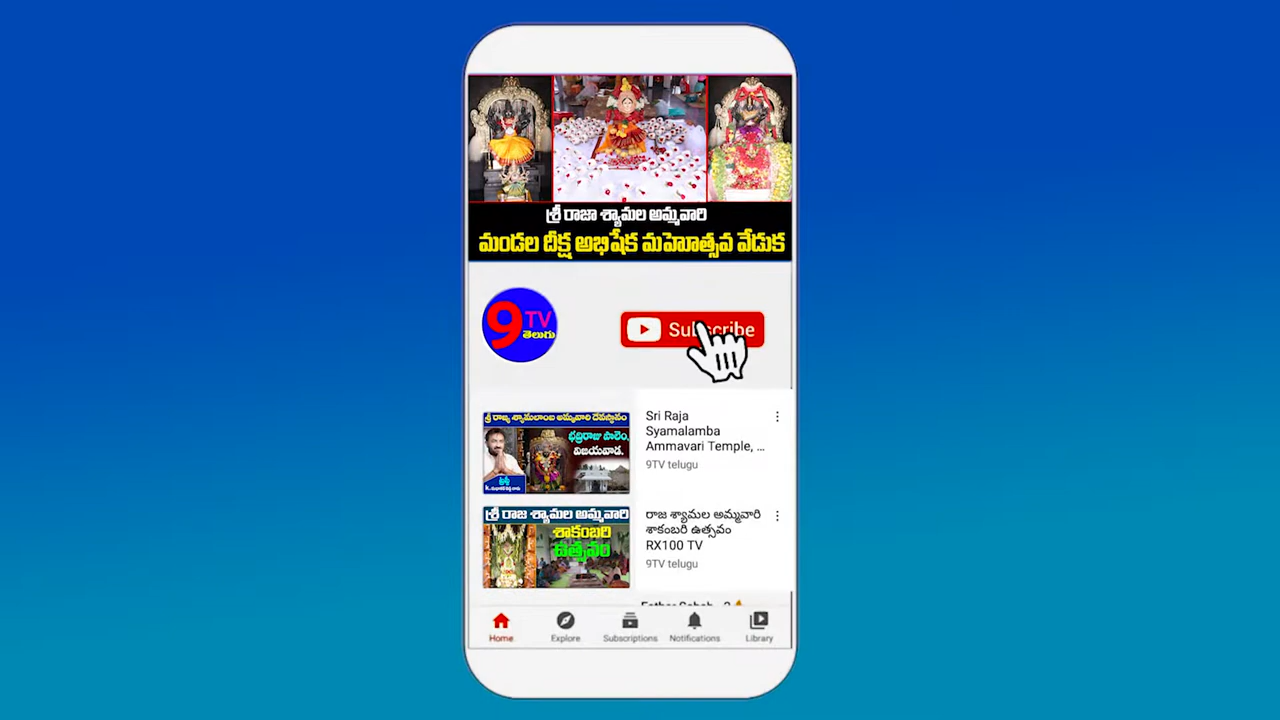 శ్రీ రాజా శ్యామల అమ్మవారి
మండల దీక్ష అభిషేక మహోత్సవ వేడుక
9TV
తెలుగు
Subscribe
శ్రీ రాజ్య శ్యామలాంబ అమ్మవారి దేవస్థానం
భద్రిరాజు పాలెం,
విజయవాడ.
Sri Raja
Syamalamba
Ammavari Temple, ...
9TV telugu
శ్రీ రాజ శ్యామల అమ్మవారి
శాకంబరి
ఉత్సవం
రాజ శ్యామల అమ్మవారి
శాకంబరి ఉత్సవం
RX100 TV
9TV telugu
Home
Explore
Subscriptions
Notifications
Library